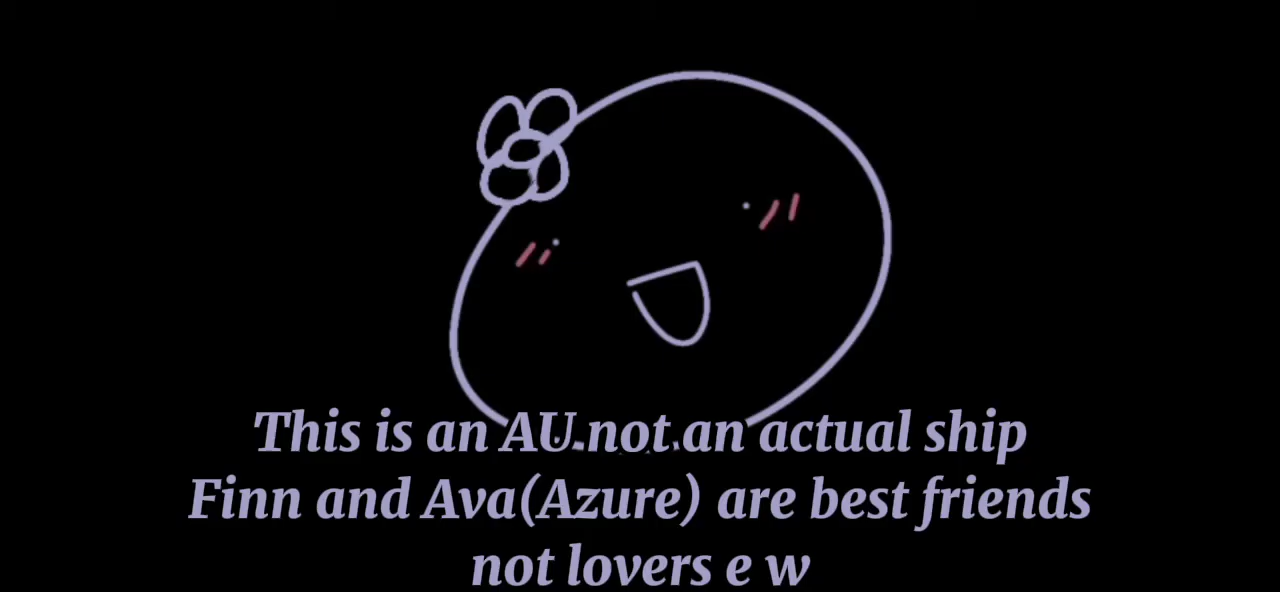 This is an AU not an actual ship
Finn and Ava(Azure) are best friends
not lovers e w